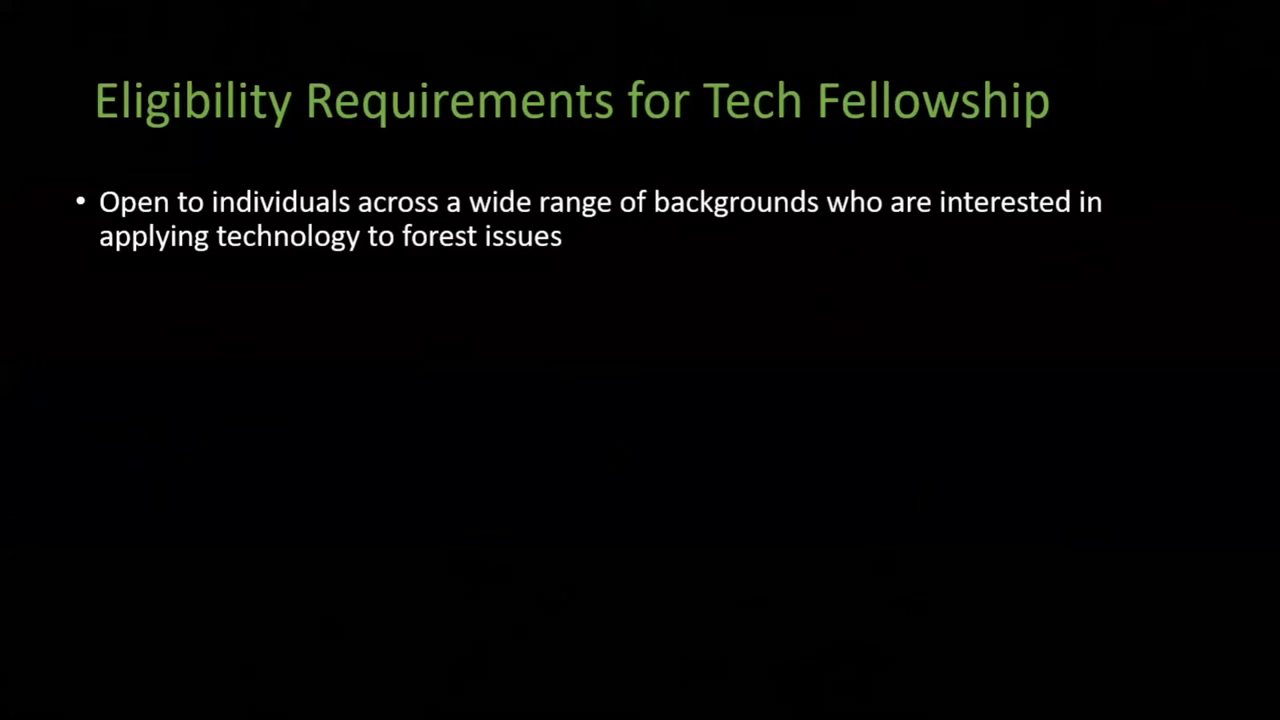 Eligibility Requirements for Tech Fellowship
• Open to individuals across a wide range of backgrounds who are interested in
applying technology to forest issues